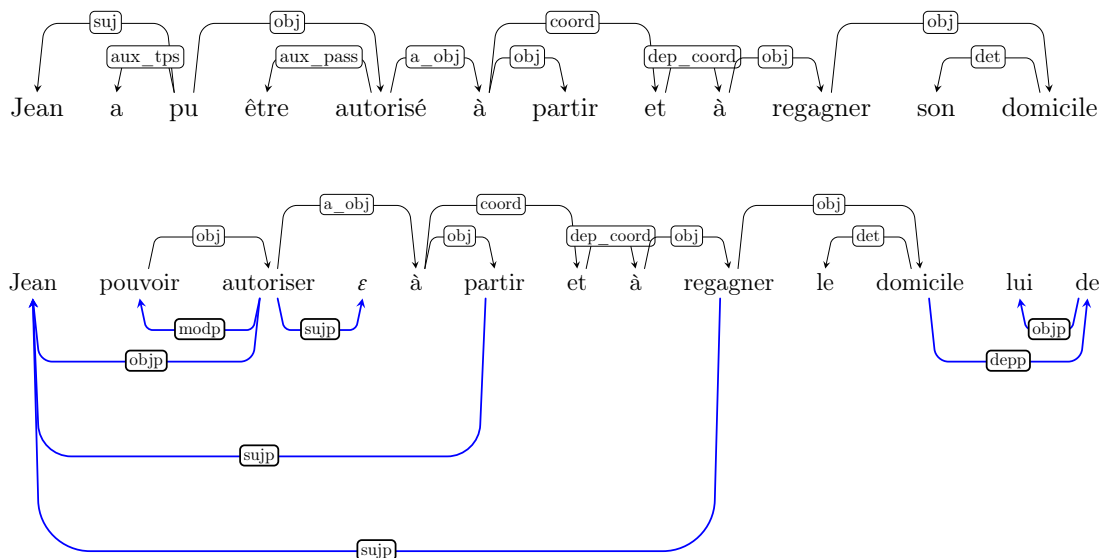 suj obj coord obj
aux_tps aux_pass a_obj obj dep_coord obj det
Jean a pu être autorisé à partir et à regagner son domicile
a_obj coord obj
obj obj dep_coord obj det
Jean pouvoir autoriser ε à partir et à regagner le domicile lui de
modp sujp objp
objp depp
sujp
sujp